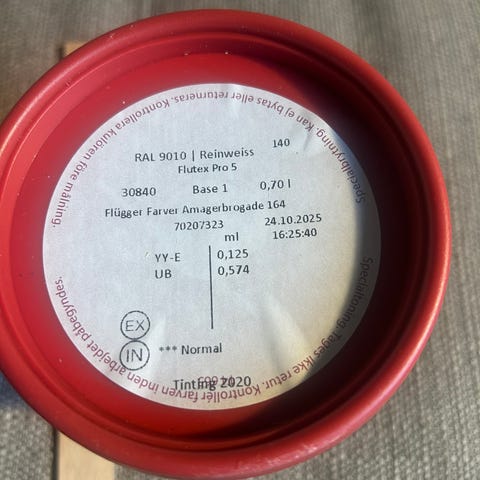 Specialbrytning. Kan ej bytas eller returneras. Kontrollera kulören före målning.
RAL 9010 | Reinweiss 140
Flutex Pro 5
30840 Base 1 0,70 l
Flügger Farver Amagerbrogade 164
70207323 24.10.2025
ml 16:25:40
YY-E 0,125
UB 0,574
EX
IN *** Normal
Tinting 2020
Specialtoning. Tages ikke retur. Kontrollér farven inden arbejdet påbegyndes.